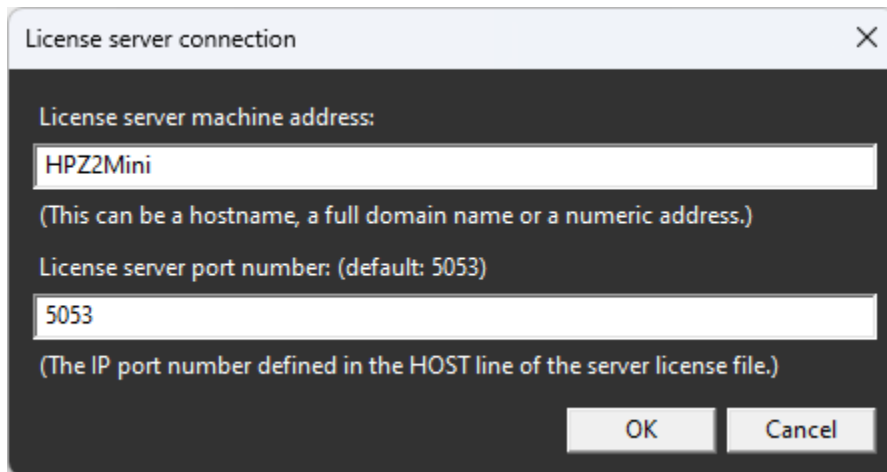 License server connection
License server machine address:
HPZ2Mini
(This can be a hostname, a full domain name or a numeric address.)
License server port number: (default: 5053)
5053
(The IP port number defined in the HOST line of the server license file.)
OK Cancel